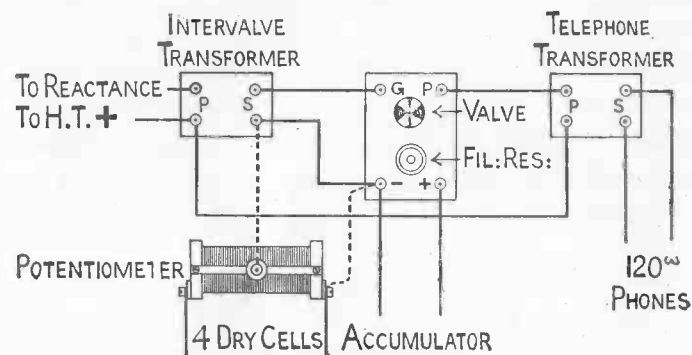 INTERVALVE
TRANSFORMER
TELEPHONE
TRANSFORMER
TO REACTANCE
TO H.T. +
P S
G P
VALVE
FIL: RES:
- +
P S
POTENTIOMETER
4 DRY CELLS
ACCUMULATOR
120ω
PHONES